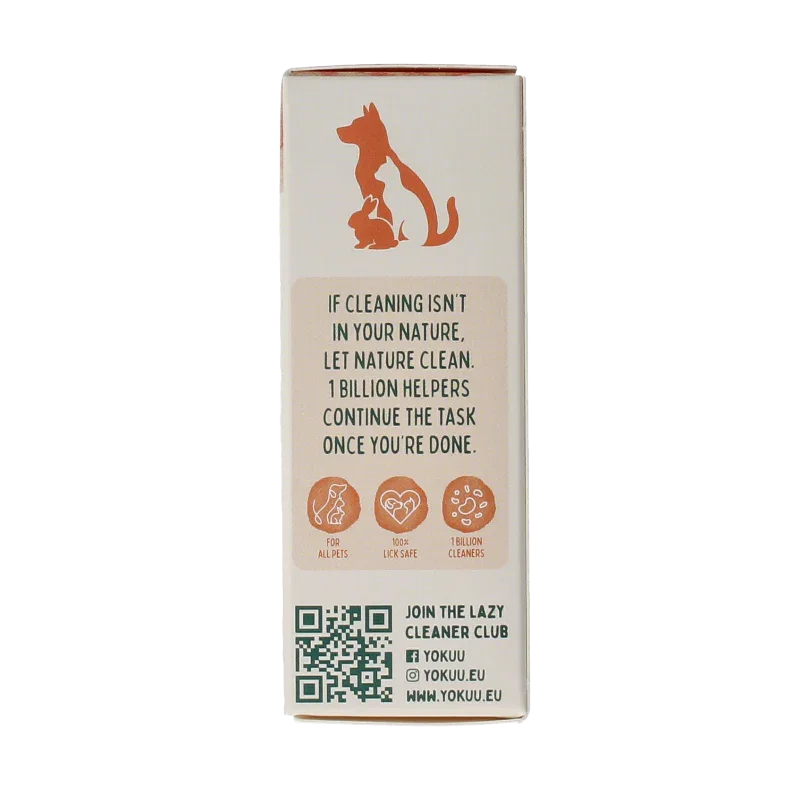 IF CLEANING ISN'T
IN YOUR NATURE,
LET NATURE CLEAN.
1 BILLION HELPERS
CONTINUE THE TASK
ONCE YOU'RE DONE.
FOR
ALL PETS
100%
LICK SAFE
1 BILLION
CLEANERS
JOIN THE LAZY
CLEANER CLUB
YOKUU
YOKUU.EU
WWW.YOKUU.EU